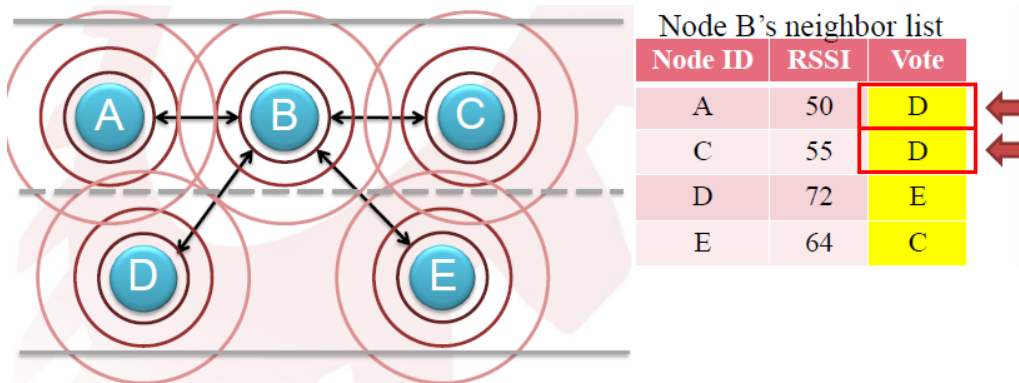 A
B
C
D
E
Node B's neighbor list
Node ID RSSI Vote
A 50 D
C 55 D
D 72 E
E 64 C